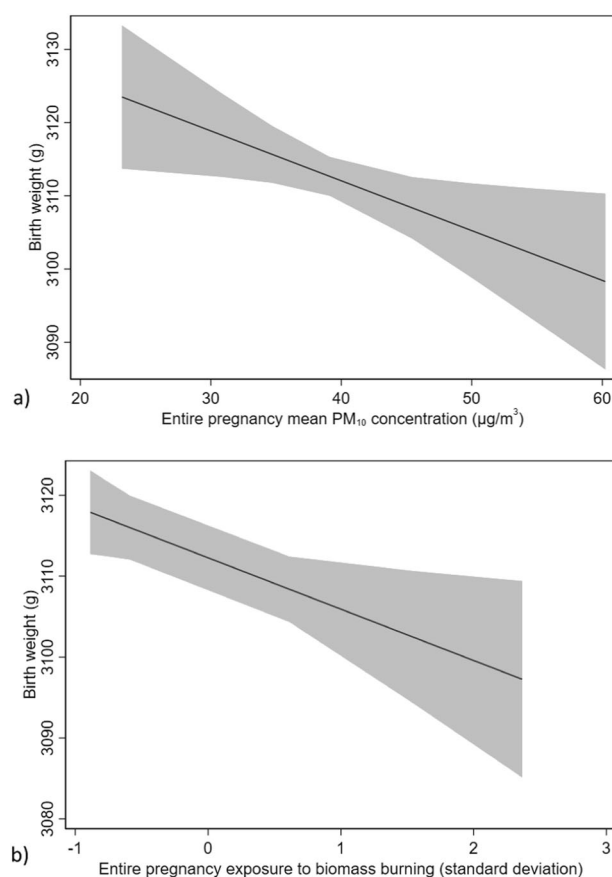 3130
3120
3110
3100
3090
Birth weight (g)
20 30 40 50 60
a) Entire pregnancy mean PM₁₀ concentration (µg/m³)
3120
3110
3100
3090
3080
Birth weight (g)
-1 0 1 2 3
b) Entire pregnancy exposure to biomass burning (standard deviation)